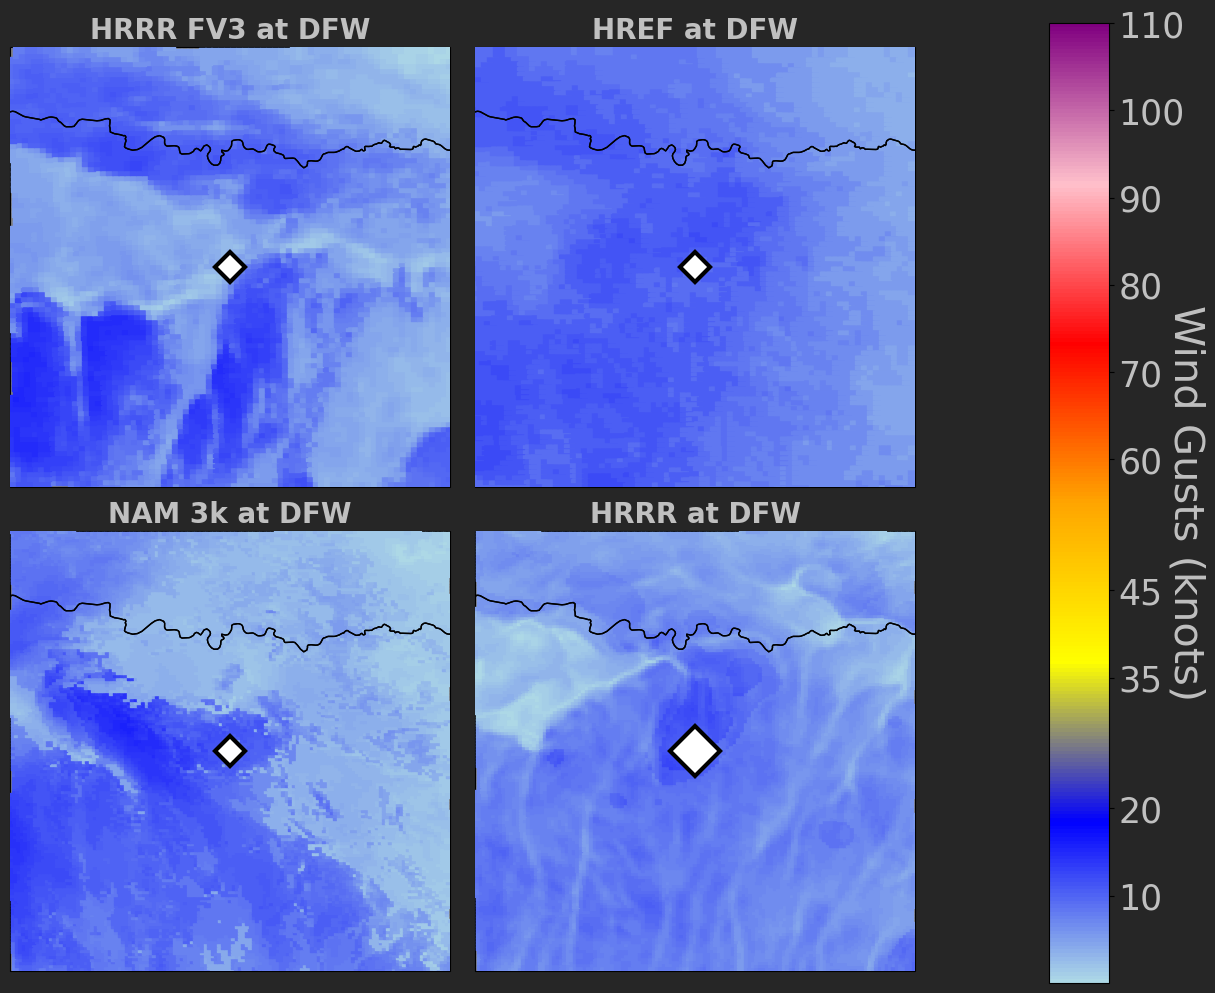 HRRR FV3 at DFW
HREF at DFW
NAM 3k at DFW
HRRR at DFW
110
100
90
80
70
60
45
35
20
10
Wind Gusts (knots)